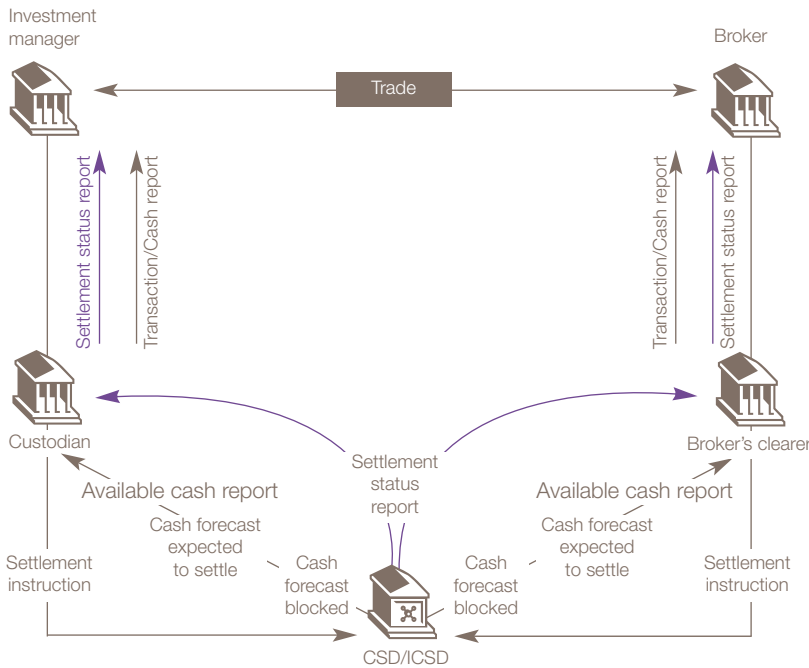 Investment
manager
Broker
Trade
Settlement status report
Transaction/Cash report
Transaction/Cash report
Settlement status report
Custodian
Broker's clearer
Settlement
status
report
Available cash report
Available cash report
Cash forecast
expected
to settle
Cash forecast
expected
to settle
Settlement
instruction
Cash
forecast
blocked
Cash
forecast
blocked
Settlement
instruction
CSD/ICSD